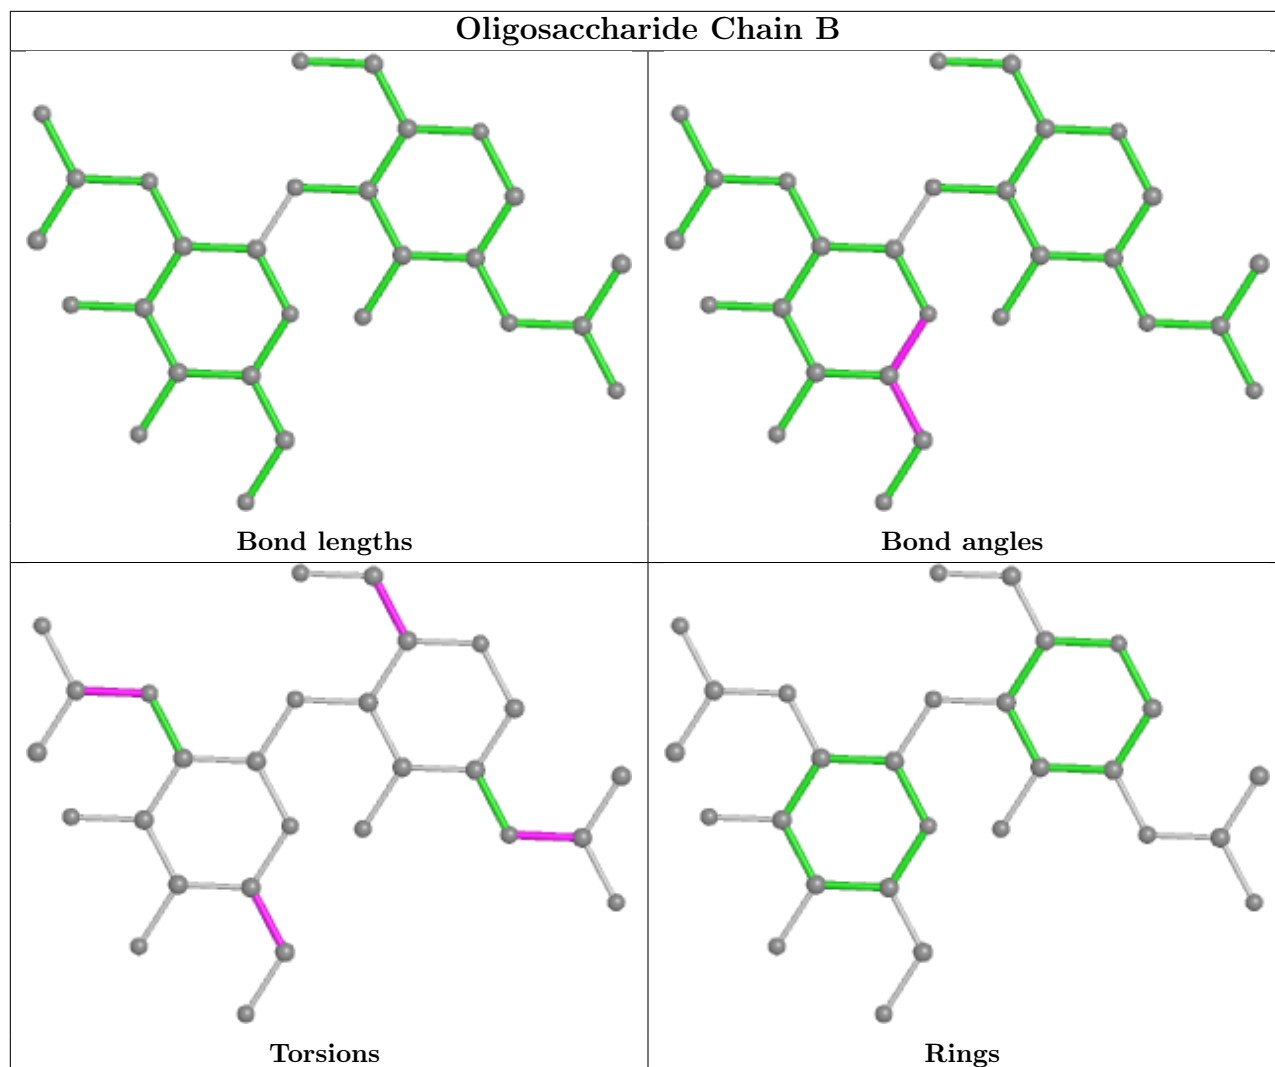 Oligosaccharide Chain B
Bond lengths
Bond angles
Torsions
Rings